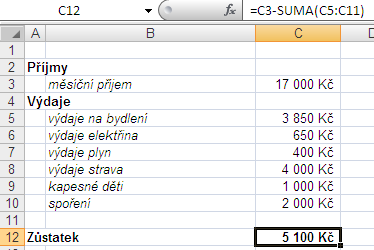 C12 fx =C3-SUMA(C5:C11)
A B C D
1
2 Příjmy
3 měsíční příjem 17 000 Kč
4 Výdaje
5 výdaje na bydlení 3 850 Kč
6 výdaje elektřina 650 Kč
7 výdaje plyn 400 Kč
8 výdaje strava 4 000 Kč
9 kapesné děti 1 000 Kč
10 spoření 2 000 Kč
11
12 Zůstatek 5 100 Kč